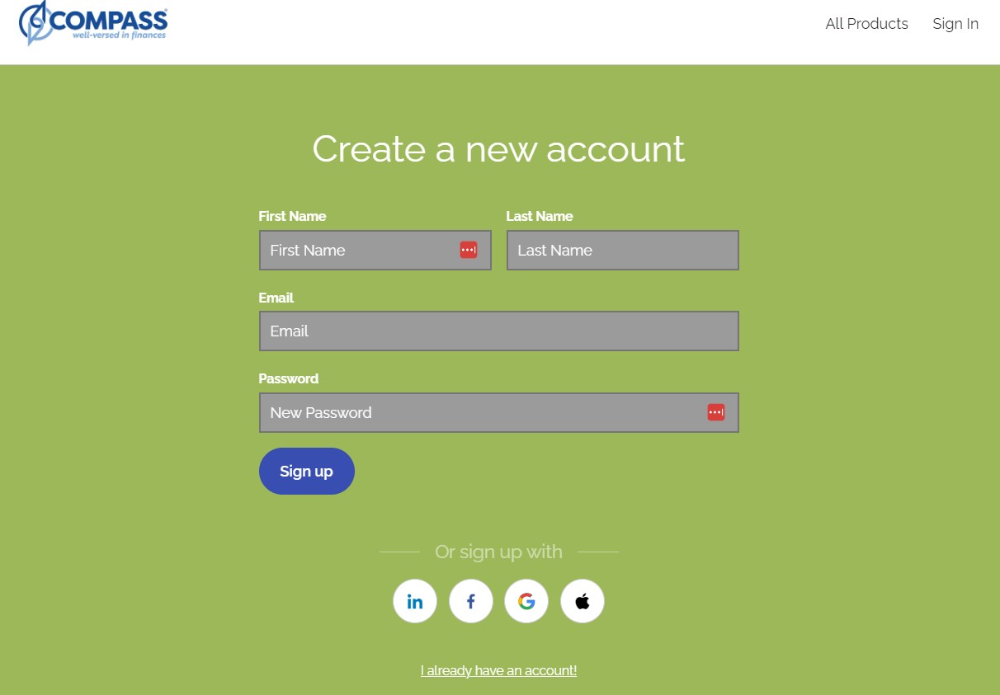 COMPASS
well-versed in finances
All Products Sign In
Create a new account
First Name Last Name
First Name Last Name
Email
Email
Password
New Password
Sign up
Or sign up with
in f G
I already have an account!